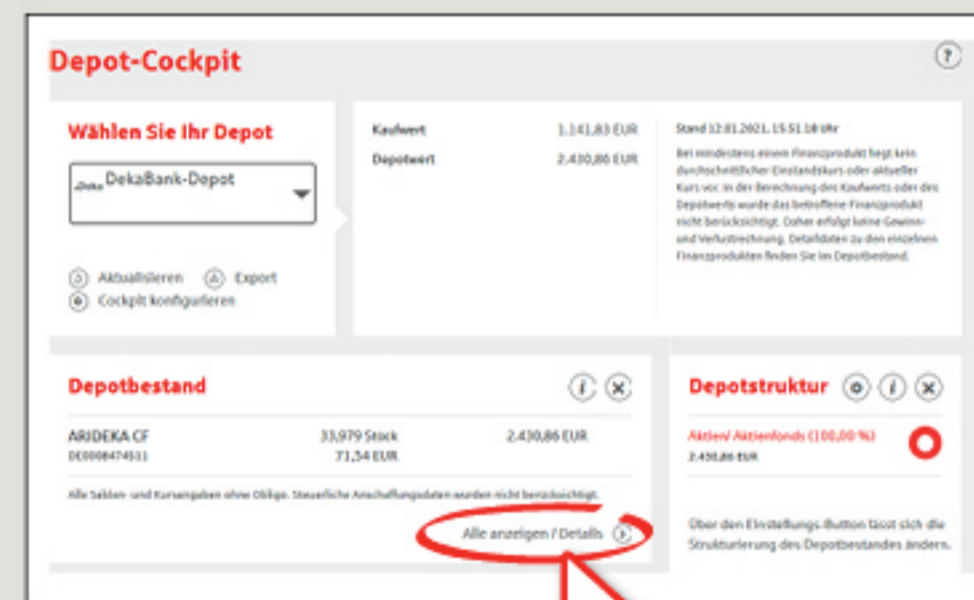 Depot-Cockpit
?
Wählen Sie Ihr Depot
Deka DekaBank-Depot
Aktualisieren
Export
Cockpit konfigurieren
Kaufwert 1.141,83 EUR
Depotwert 2.430,86 EUR
Stand 12.01.2021, 15:51:18 Uhr
Bei mindestens einem Finanzprodukt liegt kein
durchschnittlicher Einstandskurs oder aktueller
Kurs vor. In der Berechnung des Kaufwerts oder des
Depotwerts wurde das betroffene Finanzprodukt
nicht berücksichtigt. Daher erfolgt keine Gewinn-
und Verlustrechnung. Detaildaten zu den einzelnen
Finanzprodukten finden Sie im Depotbestand.
Depotbestand
i
ARIDEKA CF 33,979 Stück 2.430,86 EUR
DE0008474511 71,54 EUR
Alle Salden- und Kursangaben ohne Obligo. Steuerliche Anschaffungsdaten wurden nicht berücksichtigt.
Alle anzeigen / Details
Depotstruktur
i
Aktien/ Aktienfonds (100,00 %)
2.430,86 EUR
Über den Einstellungs-Button lässt sich die
Strukturierung des Depotbestandes ändern.